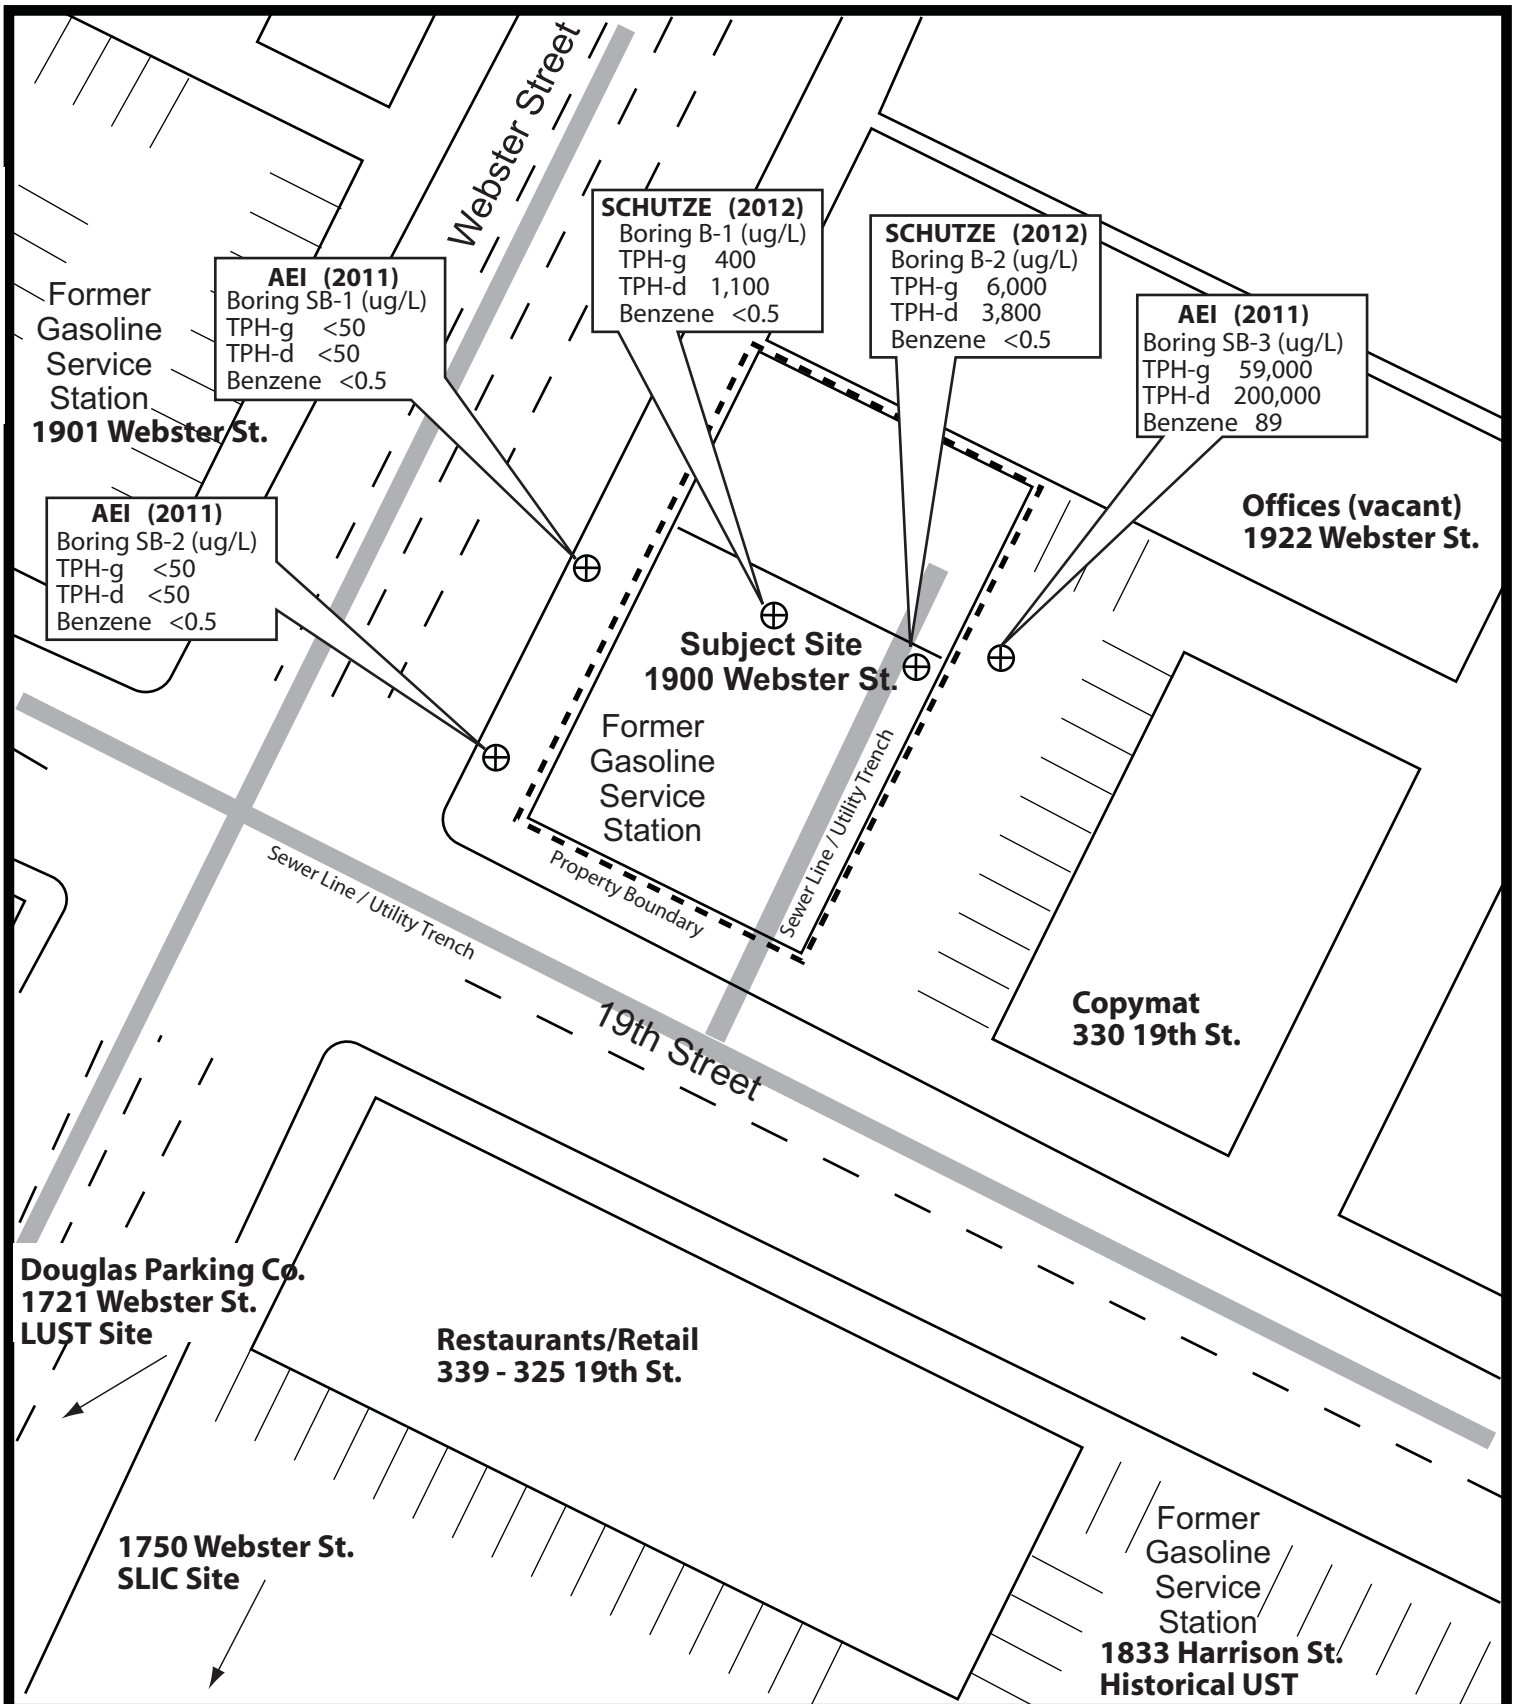 Webster Street
SCHUTZE (2012)
Boring B-1 (ug/L)
TPH-g 400
TPH-d 1,100
Benzene <0.5
SCHUTZE (2012)
Boring B-2 (ug/L)
TPH-g 6,000
TPH-d 3,800
Benzene <0.5
AEI (2011)
Boring SB-1 (ug/L)
TPH-g <50
TPH-d <50
Benzene <0.5
AEI (2011)
Boring SB-3 (ug/L)
TPH-g 59,000
TPH-d 200,000
Benzene 89
Former
Gasoline
Service
Station
1901 Webster St.
AEI (2011)
Boring SB-2 (ug/L)
TPH-g <50
TPH-d <50
Benzene <0.5
Offices (vacant)
1922 Webster St.
Subject Site
1900 Webster St.
Former
Gasoline
Service
Station
Sewer Line / Utility Trench
Property Boundary
Sewer Line / Utility Trench
19th Street
Copymat
330 19th St.
Douglas Parking Co.
1721 Webster St.
LUST Site
Restaurants/Retail
339 - 325 19th St.
1750 Webster St.
SLIC Site
Former
Gasoline
Service
Station
1833 Harrison St.
Historical UST